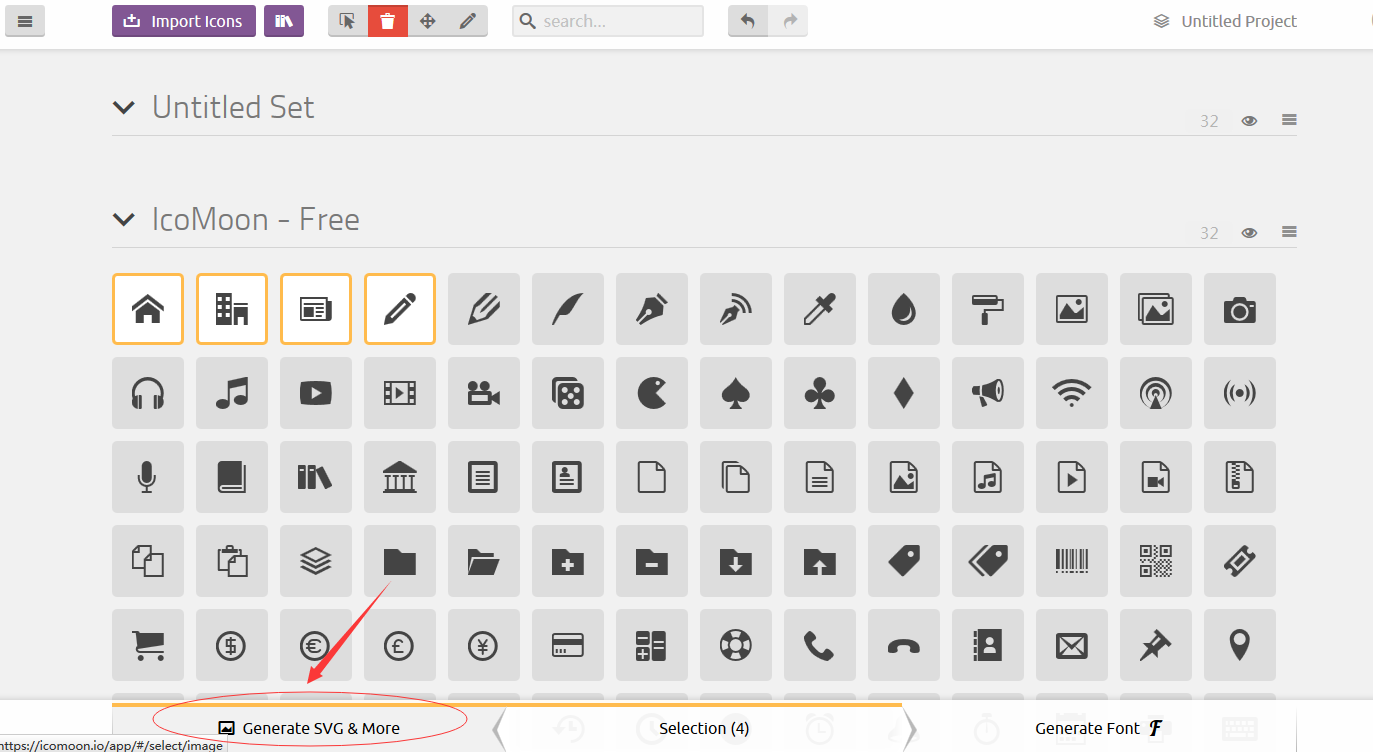 Import Icons
search...
Untitled Project
Untitled Set
32
IcoMoon - Free
32
Generate SVG & More
Selection (4)
Generate Font
https://icomoon.io/app/#/select/image